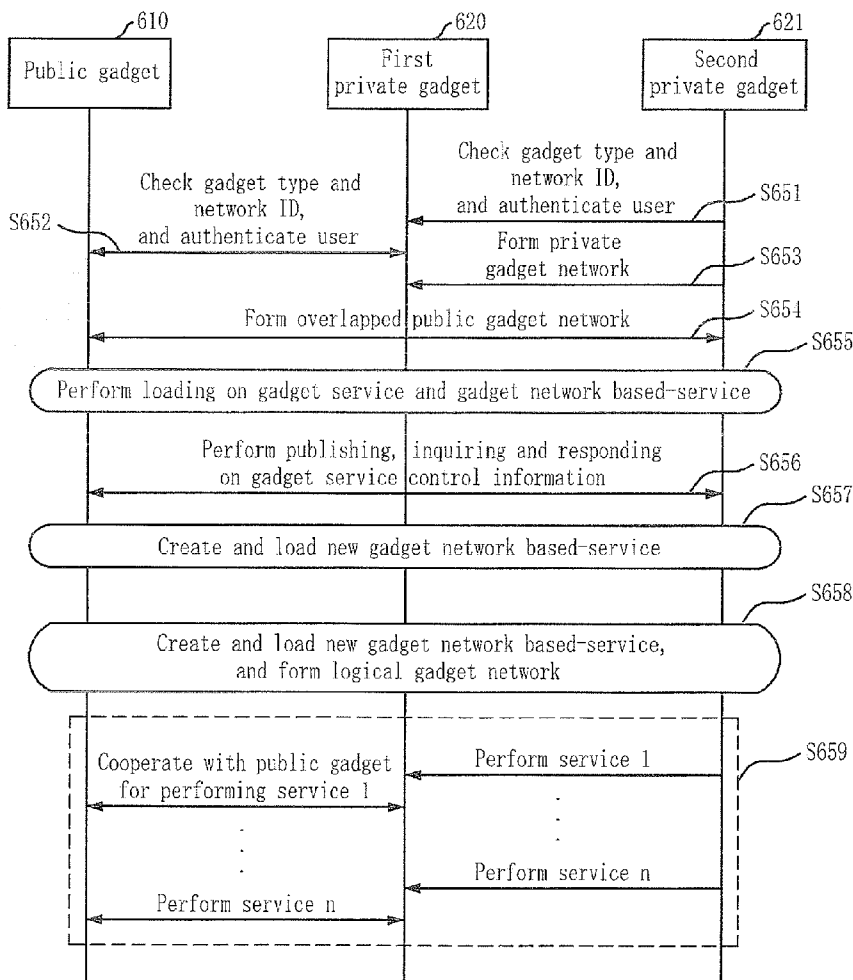 610
620
621
Public gadget
First
private gadget
Second
private gadget
Check gadget type and
network ID,
and authenticate user
S651
Check gadget type and
network ID,
and authenticate user
S652
Form private
gadget network
S653
Form overlapped public gadget network
S654
S655
Perform loading on gadget service and gadget network based-service
Perform publishing, inquiring and responding
on gadget service control information
S656
S657
Create and load new gadget network based-service
S658
Create and load new gadget network based-service,
and form logical gadget network
S659
Cooperate with public gadget
for performing service 1
Perform service 1
Perform service n
Perform service n